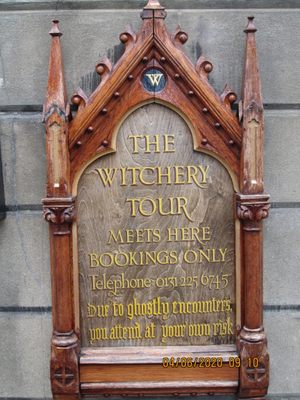 W
THE
WITCHERY
TOUR
MEETS HERE
BOOKINGS ONLY
Telephone·0131 225 6745
Due to ghostly encounters,
you attend at your own risk
04/06/2020 09:10